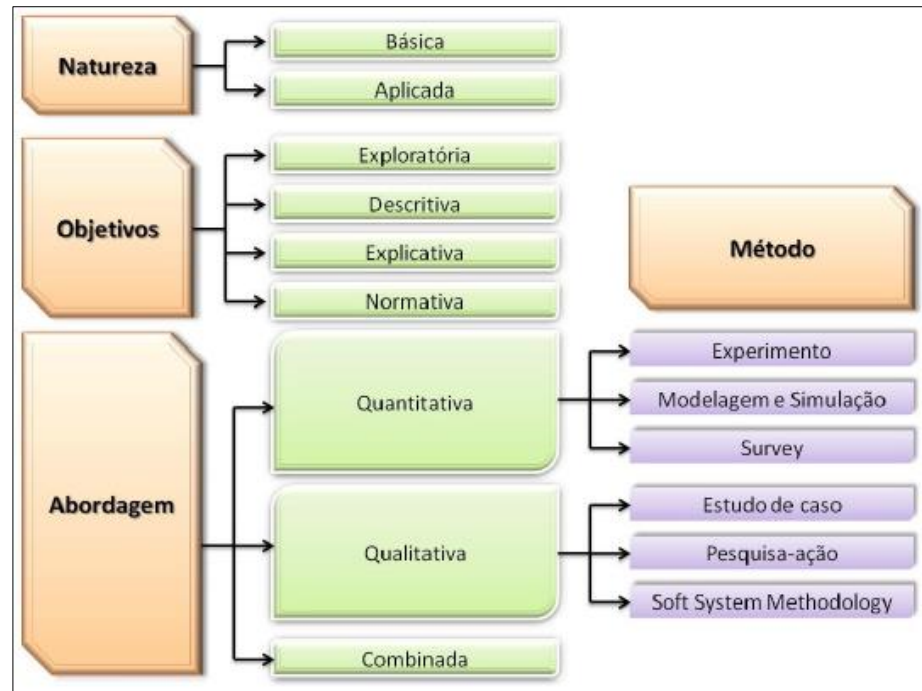 Natureza
Básica
Aplicada
Objetivos
Exploratória
Descritiva
Explicativa
Normativa
Método
Abordagem
Quantitativa
Experimento
Modelagem e Simulação
Survey
Qualitativa
Estudo de caso
Pesquisa-ação
Soft System Methodology
Combinada